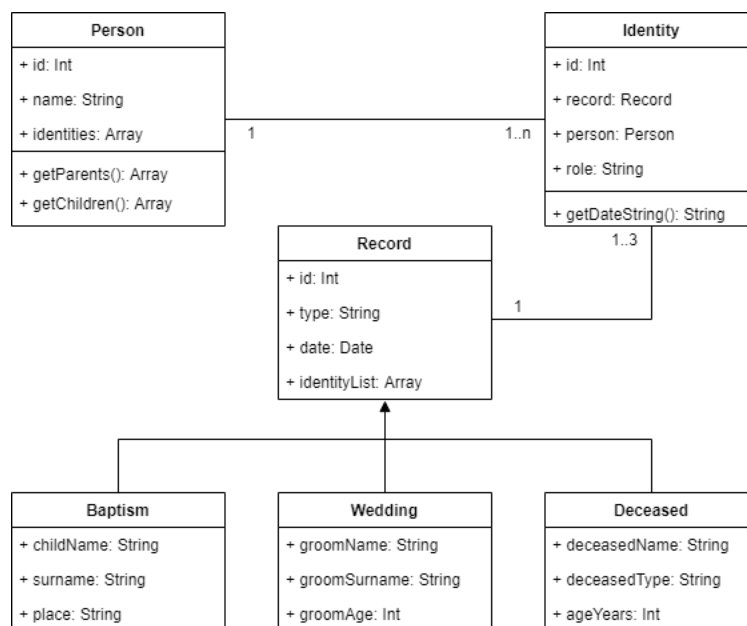 Person
+ id: Int
+ name: String
+ identities: Array
+ getParents(): Array
+ getChildren(): Array
1
1..n
Identity
+ id: Int
+ record: Record
+ person: Person
+ role: String
+ getDateString(): String
1..3
Record
+ id: Int
+ type: String
+ date: Date
+ identityList: Array
1
Baptism
+ childName: String
+ surname: String
+ place: String
Wedding
+ groomName: String
+ groomSurname: String
+ groomAge: Int
Deceased
+ deceasedName: String
+ deceasedType: String
+ ageYears: Int